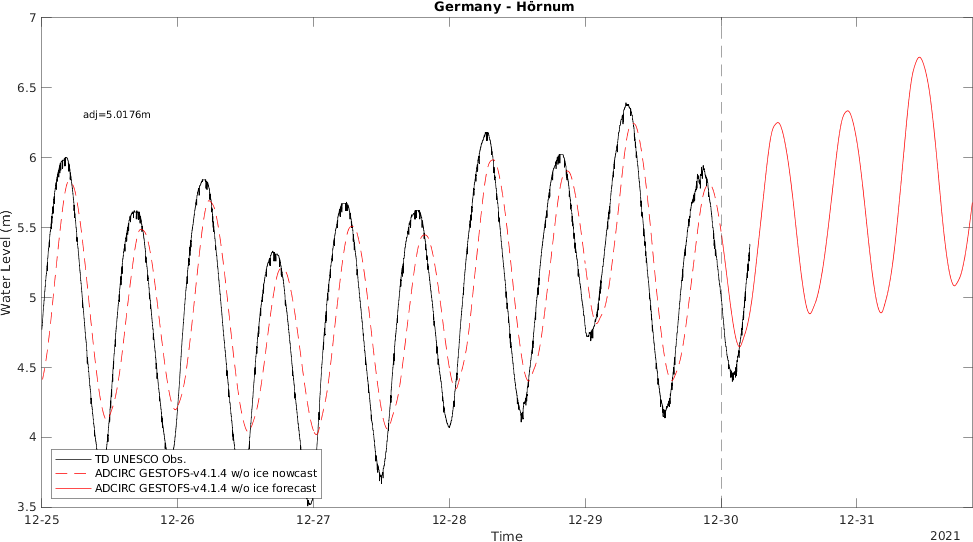 Germany - Hörnum
7
6.5
adj=5.0176m
6
5.5
Water Level (m)
5
4.5
4
TD UNESCO Obs.
ADCIRC GESTOFS-v4.1.4 w/o ice nowcast
ADCIRC GESTOFS-v4.1.4 w/o ice forecast
3.5
12-25
12-26
12-27
12-28
12-29
12-30
12-31
Time
2021